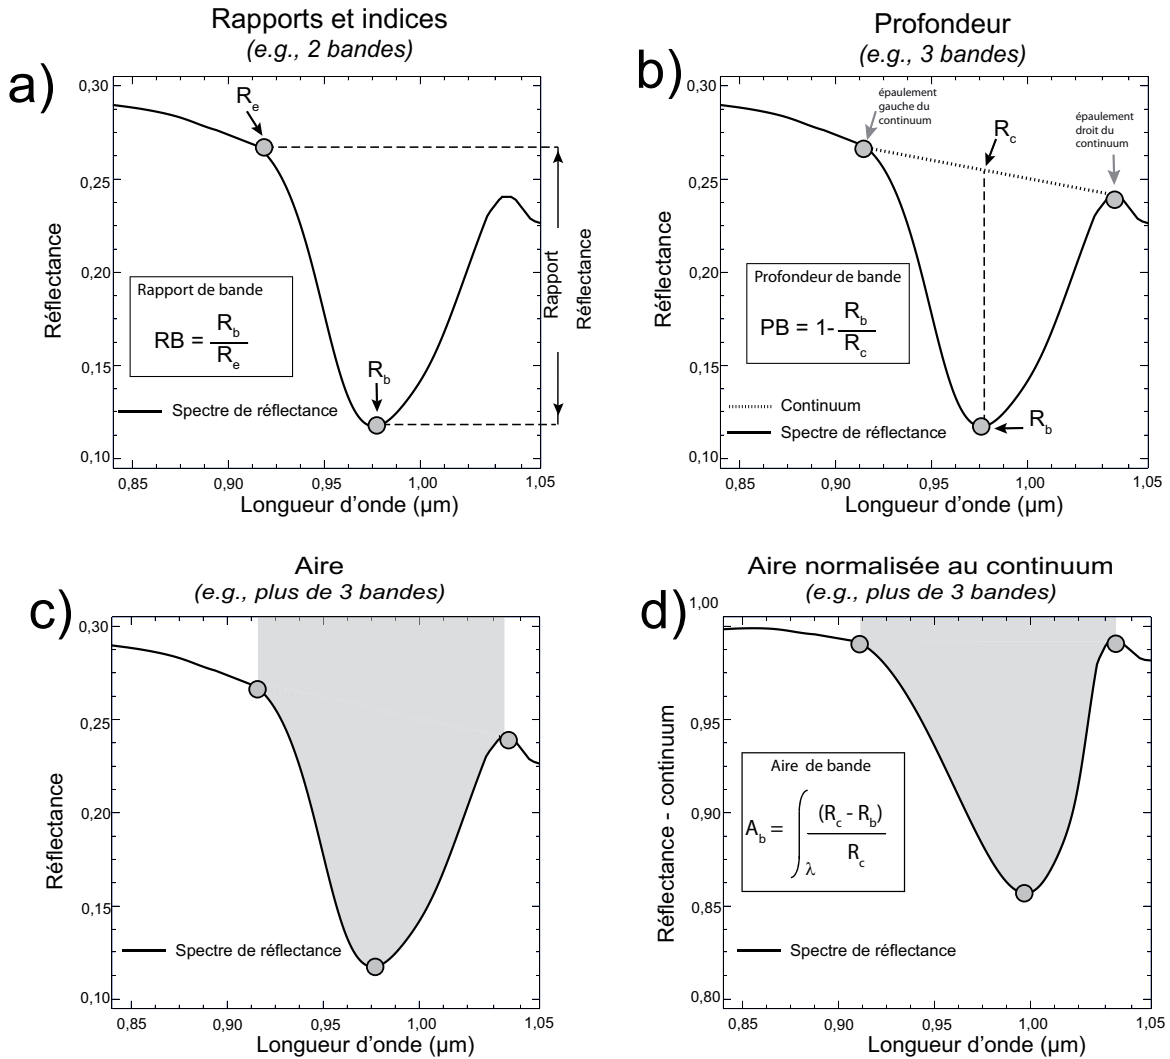 Rapports et indices
(e.g., 2 bandes)
a)
0,30
0,25
0,20
0,15
0,10
Réflectance
R_e
R_b
Rapport de bande
RB = R_b / R_e
Spectre de réflectance
Rapport
Réflectance
0,85 0,90 0,95 1,00 1,05
Longueur d'onde (µm)
Profondeur
(e.g., 3 bandes)
b)
0,30
0,25
0,20
0,15
0,10
Réflectance
épaulement
gauche du
continuum
R_c
épaulement
droit du
continuum
Profondeur de bande
PB = 1- R_b / R_c
Continuum
Spectre de réflectance
R_b
0,85 0,90 0,95 1,00 1,05
Longueur d'onde (µm)
Aire
(e.g., plus de 3 bandes)
c)
0,30
0,25
0,20
0,15
0,10
Réflectance
Spectre de réflectance
0,85 0,90 0,95 1,00 1,05
Longueur d'onde (µm)
Aire normalisée au continuum
(e.g., plus de 3 bandes)
d)
1,00
0,95
0,90
0,85
0,80
Réflectance - continuum
Aire de bande
A_b = ∫_λ (R_c - R_b) / R_c
Spectre de réflectance
0,85 0,90 0,95 1,00 1,05
Longueur d'onde (µm)